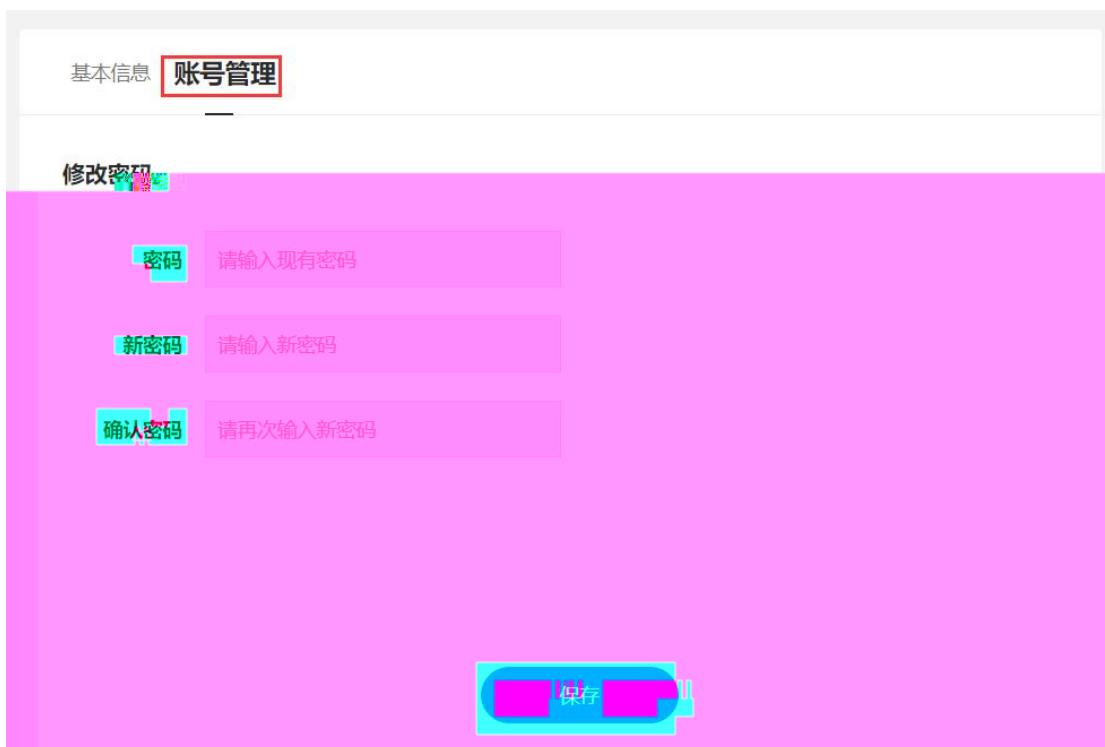 基本信息 账号管理
修改密码
密码 请输入现有密码
新密码 请输入新密码
确认密码 请再次输入新密码
保存